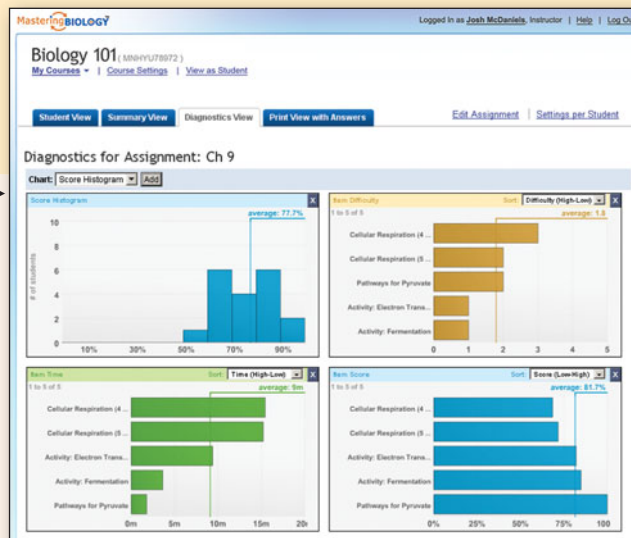 MasteringBIOLOGY
Logged in as Josh McDaniels, Instructor | Help | Log Ou
Biology 101 ( MNHYU78972 )
My Courses | Course Settings | View as Student
Student View Summary View Diagnostics View Print View with Answers Edit Assignment | Settings per Student
Diagnostics for Assignment: Ch 9
Chart: Score Histogram Add
Score Histogram X
average: 77.7%
# of students
10
8
6
4
2
0
10% 30% 50% 70% 90%
Item Difficulty Sort: Difficulty (High-Low) X
1 to 5 of 5 average: 1.8
Cellular Respiration (4 ...
Cellular Respiration (5 ...
Pathways for Pyruvate
Activity: Electron Trans...
Activity: Fermentation
0 1 2 3 4 5
Item Time Sort: Time (High-Low) X
1 to 5 of 5 average: 9m
Cellular Respiration (4 ...
Cellular Respiration (5 ...
Activity: Electron Trans...
Activity: Fermentation
Pathways for Pyruvate
0m 5m 10m 15m 20
Item Score Sort: Score (Low-High) X
1 to 5 of 5 average: 81.7%
Cellular Respiration (4 ...
Cellular Respiration (5 ...
Activity: Electron Trans...
Activity: Fermentation
Pathways for Pyruvate
0% 25% 50% 75% 100